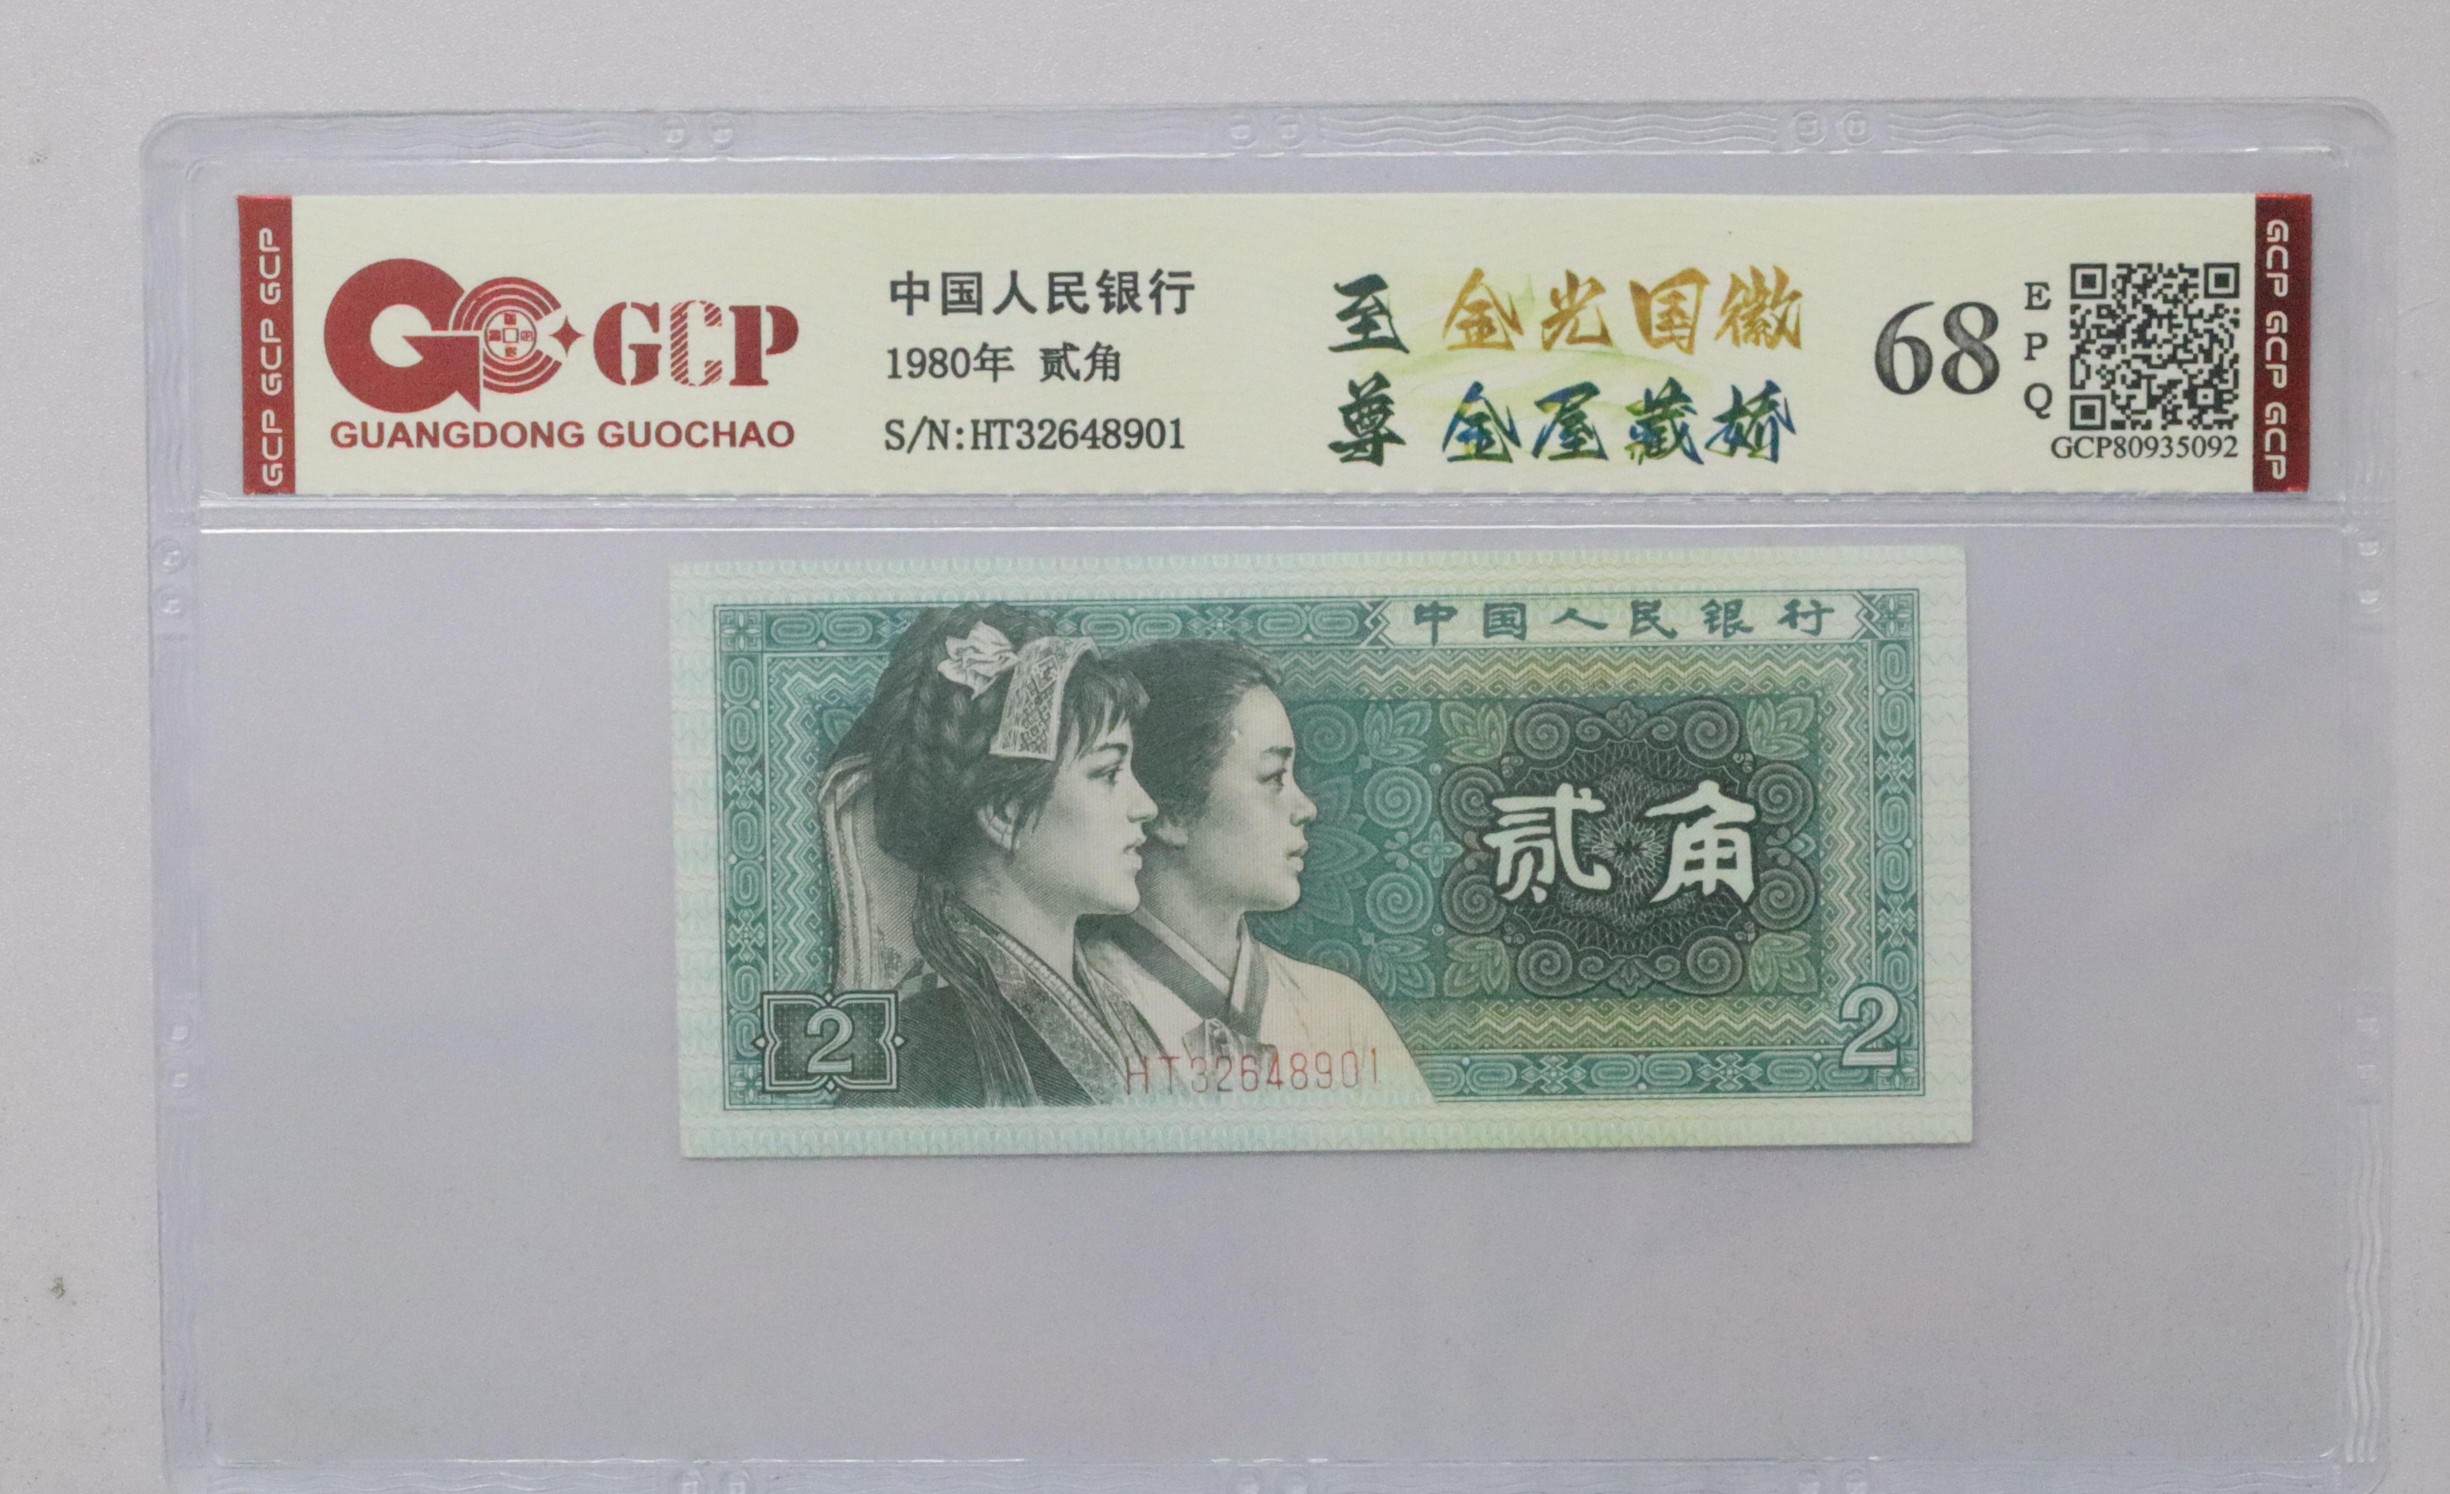 GCP GCP GCP
GCP
GUANGDONG GUOCHAO
中国人民银行
1980年 贰角
S/N:HT32648901
至尊
金光国徽
金屋藏娇
68
EPQ
GCP80935092
GCP GCP GCP
中国人民银行
贰角
2
2
HT32648901